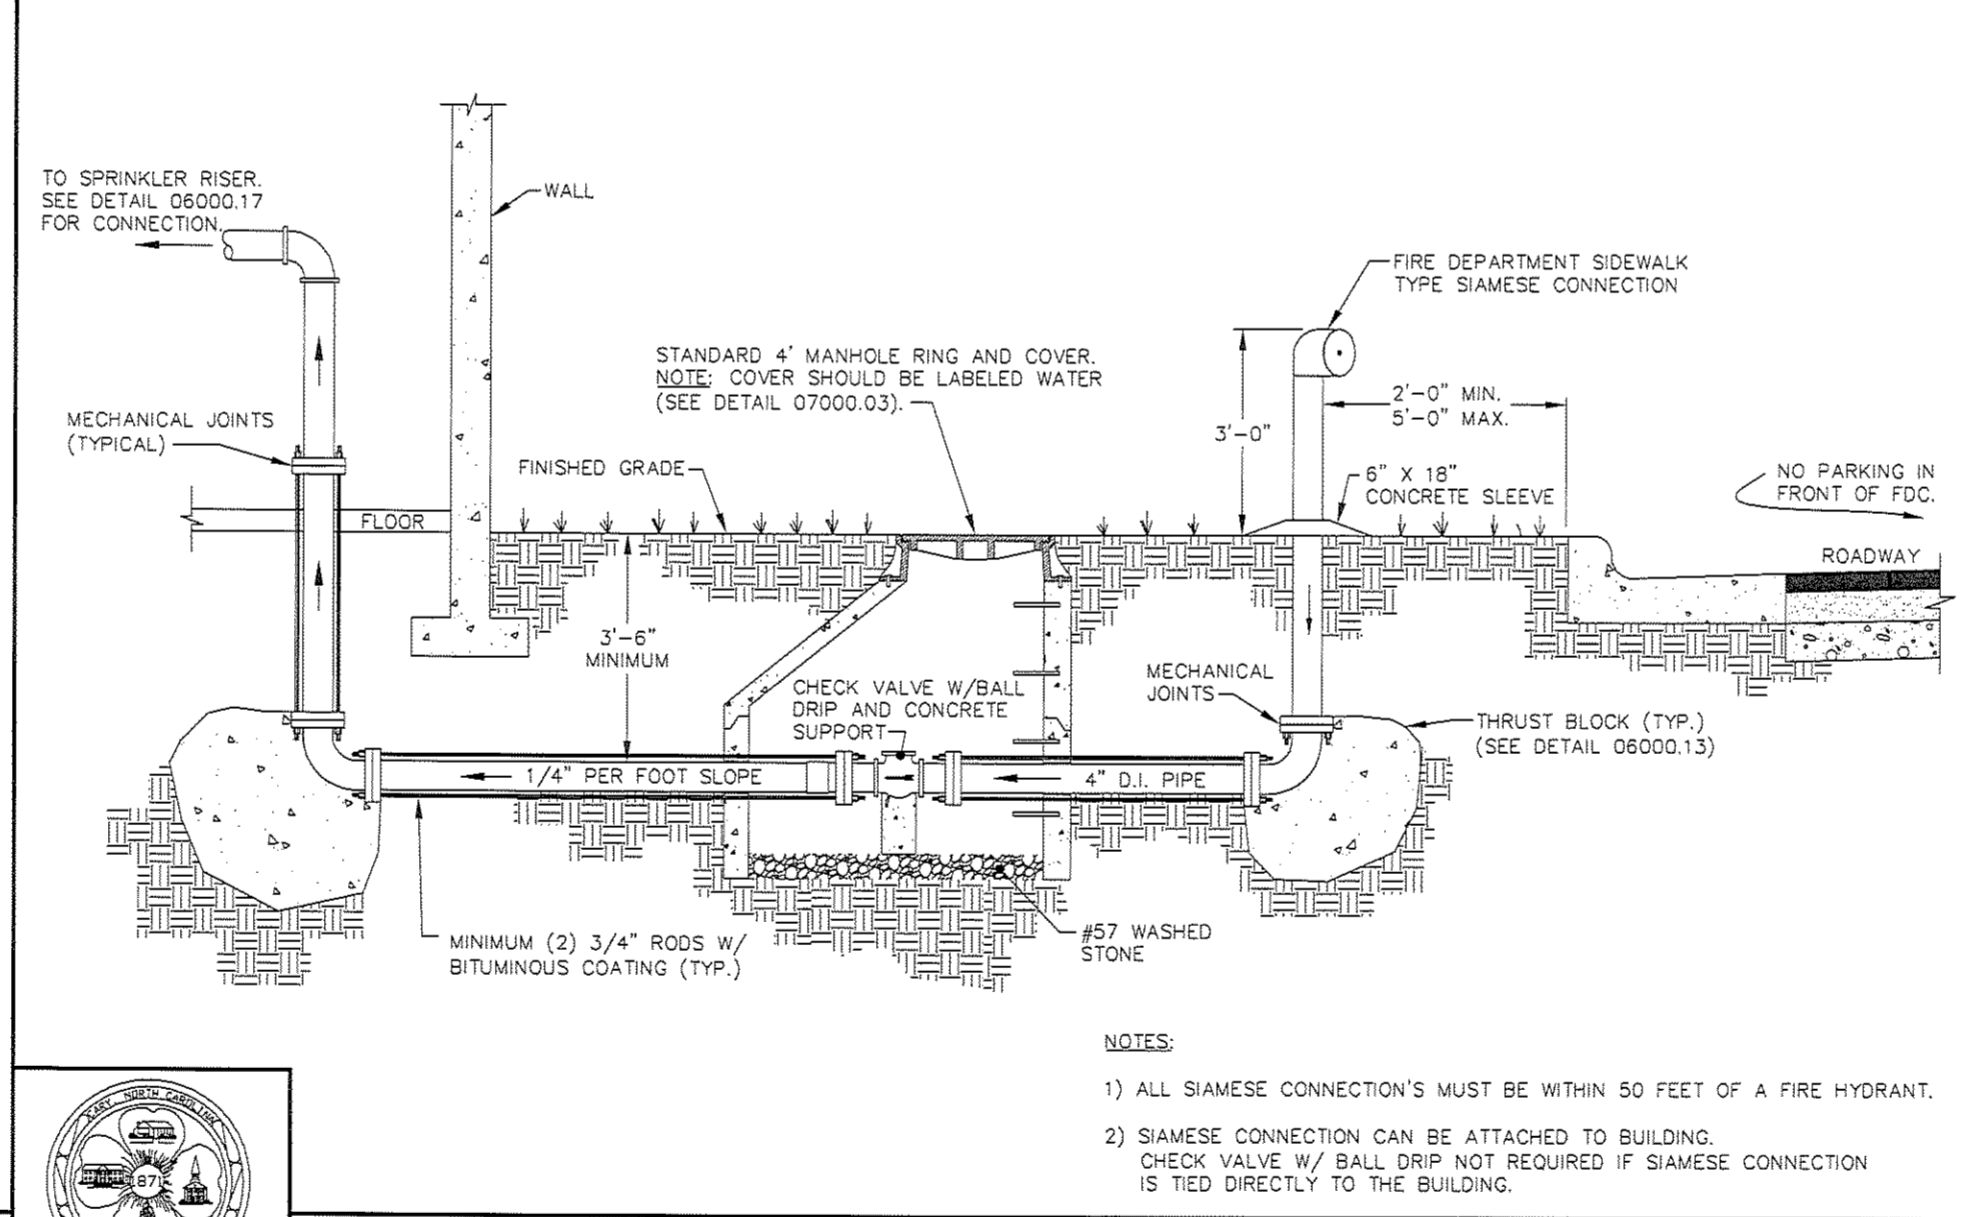 TO SPRINKLER RISER.
SEE DETAIL 06000.17
FOR CONNECTION.
WALL
FIRE DEPARTMENT SIDEWALK
TYPE SIAMESE CONNECTION
STANDARD 4' MANHOLE RING AND COVER.
NOTE: COVER SHOULD BE LABELED WATER
(SEE DETAIL 07000.03).
2'-0" MIN.
5'-0" MAX.
3'-0"
MECHANICAL JOINTS
(TYPICAL)
FINISHED GRADE
6" X 18"
CONCRETE SLEEVE
NO PARKING IN
FRONT OF FDC.
FLOOR
ROADWAY
3'-6"
MINIMUM
CHECK VALVE W/BALL
DRIP AND CONCRETE
SUPPORT
MECHANICAL
JOINTS
THRUST BLOCK (TYP.)
(SEE DETAIL 06000.13)
1/4" PER FOOT SLOPE
4" D.I. PIPE
MINIMUM (2) 3/4" RODS W/
BITUMINOUS COATING (TYP.)
#57 WASHED
STONE
NOTES:
1) ALL SIAMESE CONNECTION'S MUST BE WITHIN 50 FEET OF A FIRE HYDRANT.
2) SIAMESE CONNECTION CAN BE ATTACHED TO BUILDING.
CHECK VALVE W/ BALL DRIP NOT REQUIRED IF SIAMESE CONNECTION
IS TIED DIRECTLY TO THE BUILDING.
CARY, NORTH CAROLINA
1871